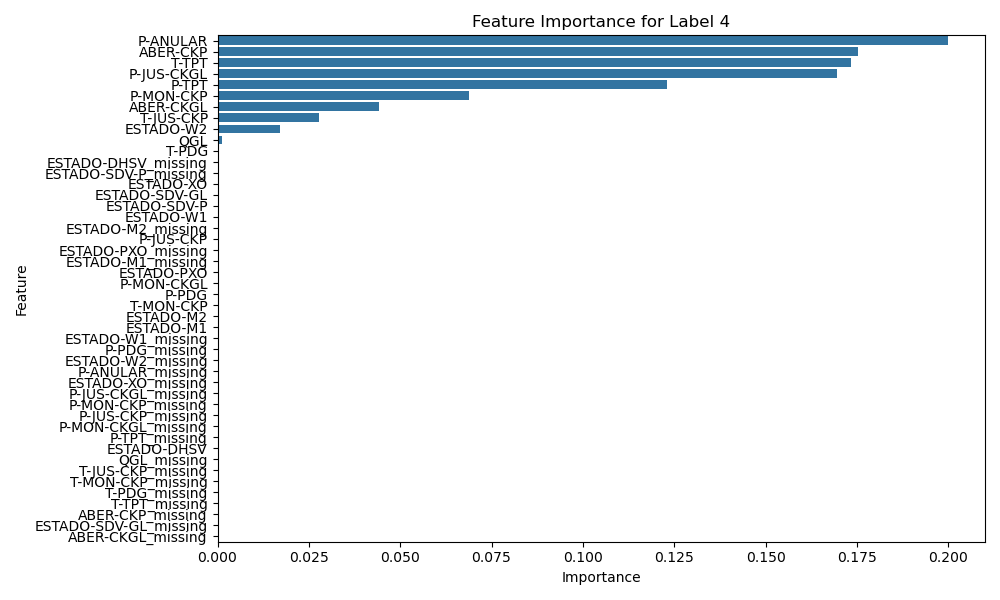 Feature Importance for Label 4
P-ANULAR
ABER-CKP
T-TPT
P-JUS-CKGL
P-TPT
P-MON-CKP
ABER-CKGL
T-JUS-CKP
ESTADO-W2
QGL
T-PDG
ESTADO-DHSV_missing
ESTADO-SDV-P_missing
ESTADO-XO
ESTADO-SDV-GL
ESTADO-SDV-P
ESTADO-W1
ESTADO-M2_missing
P-JUS-CKP
ESTADO-PXO_missing
ESTADO-M1_missing
ESTADO-PXO
P-MON-CKGL
P-PDG
T-MON-CKP
ESTADO-M2
ESTADO-M1
ESTADO-W1_missing
P-PDG_missing
ESTADO-W2_missing
P-ANULAR_missing
ESTADO-XO_missing
P-JUS-CKGL_missing
P-MON-CKP_missing
P-JUS-CKP_missing
P-MON-CKGL_missing
P-TPT_missing
ESTADO-DHSV
QGL_missing
T-JUS-CKP_missing
T-MON-CKP_missing
T-PDG_missing
T-TPT_missing
ABER-CKP_missing
ESTADO-SDV-GL_missing
ABER-CKGL_missing
Feature
0.000 0.025 0.050 0.075 0.100 0.125 0.150 0.175 0.200
Importance